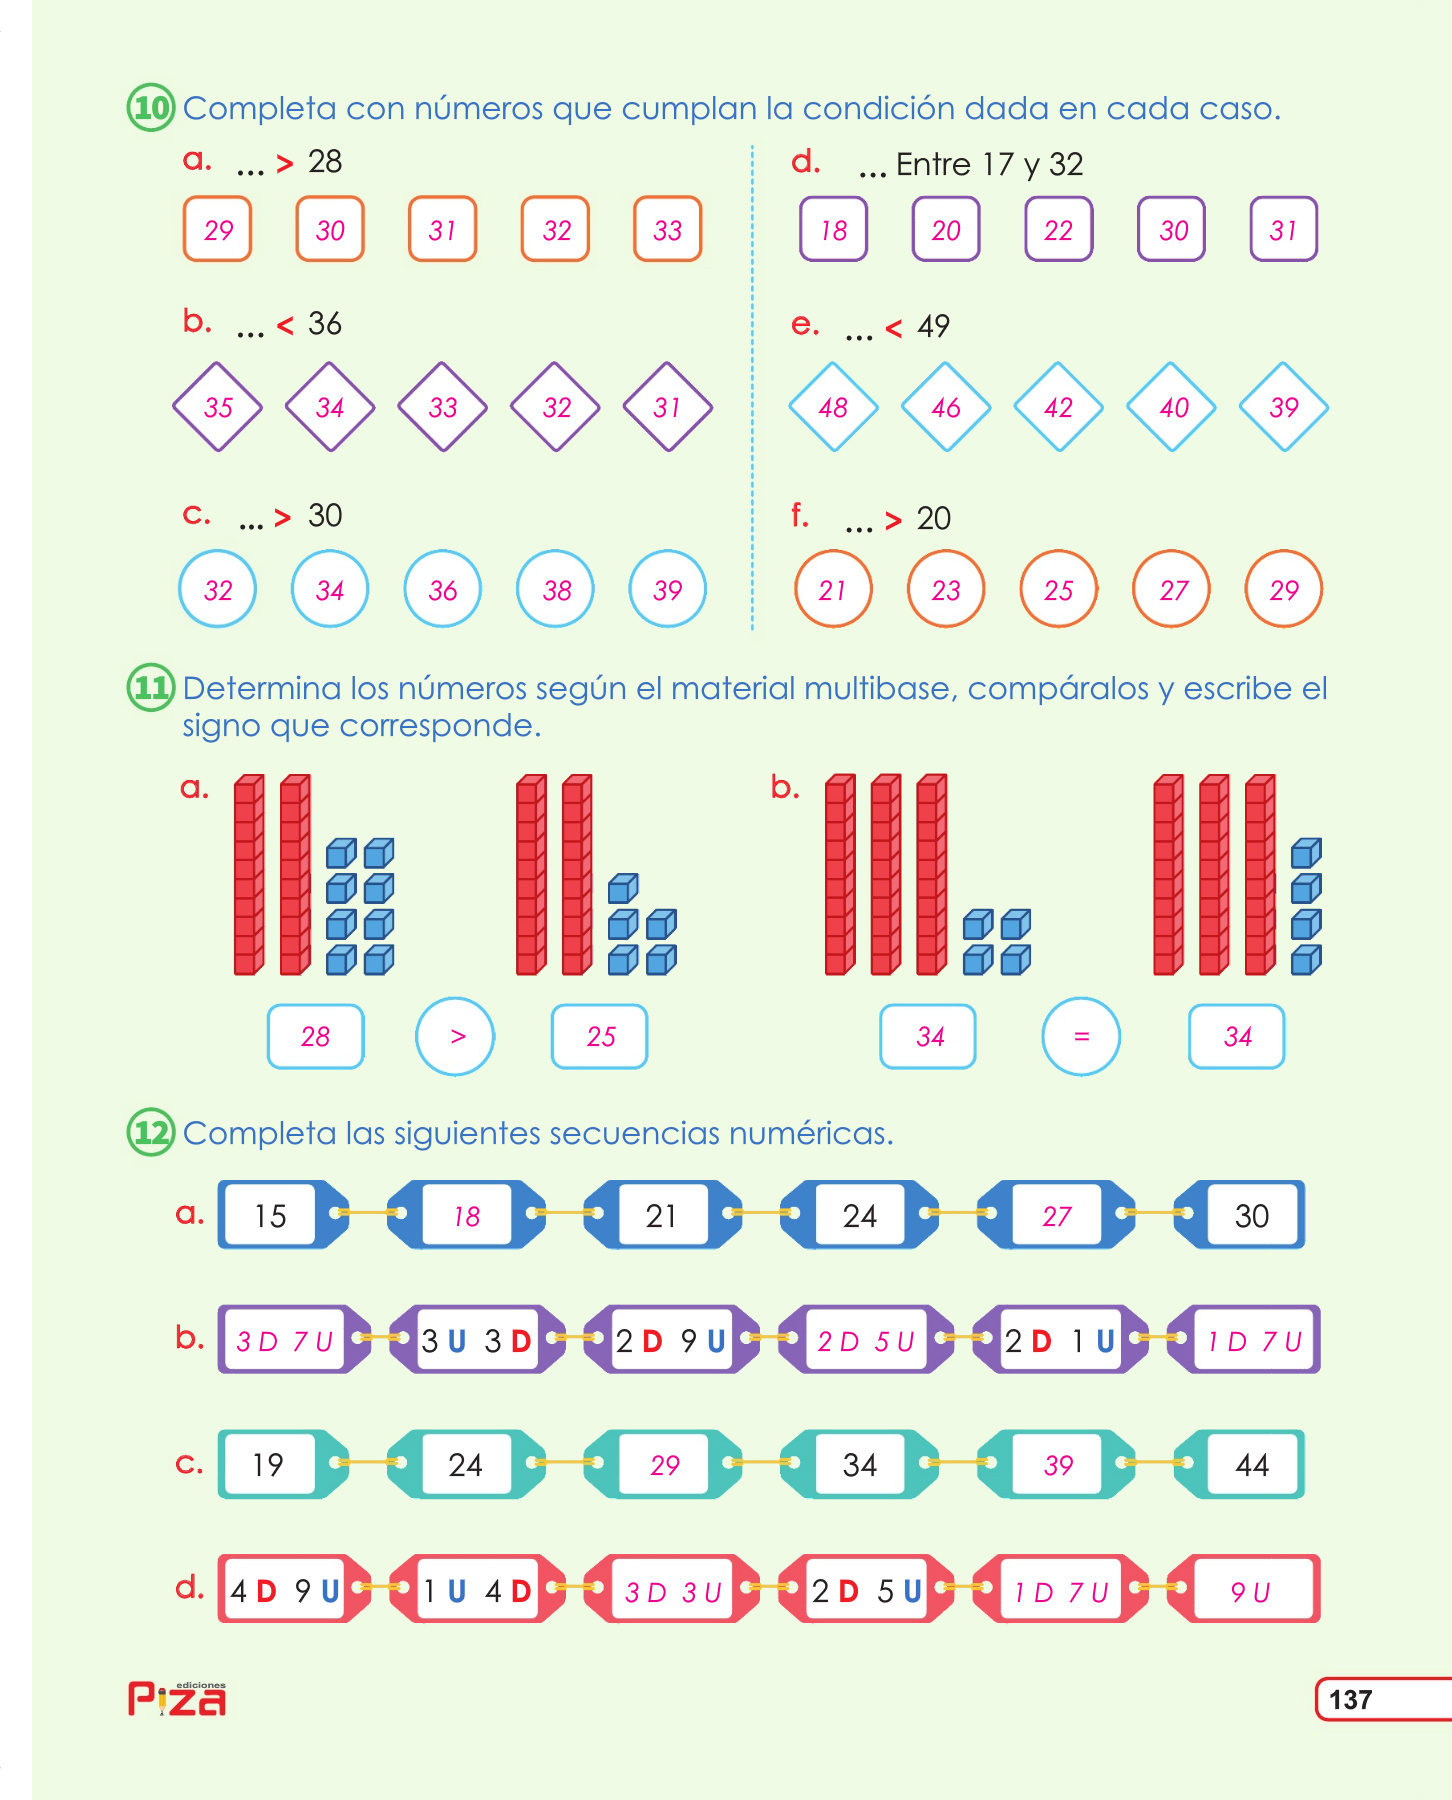 10 Completa con números que cumplan la condición dada en cada caso.
a. ... > 28
29 30 31 32 33
b. ... < 36
35 34 33 32 31
c. ... > 30
32 34 36 38 39
d. ... Entre 17 y 32
18 20 22 30 31
e. ... < 49
48 46 42 40 39
f. ... > 20
21 23 25 27 29
11 Determina los números según el material multibase, compáralos y escribe el
signo que corresponde.
a.
28 > 25
b.
34 = 34
12 Completa las siguientes secuencias numéricas.
a. 15 18 21 24 27 30
b. 3 D 7 U 3 U 3 D 2 D 9 U 2 D 5 U 2 D 1 U 1 D 7 U
c. 19 24 29 34 39 44
d. 4 D 9 U 1 U 4 D 3 D 3 U 2 D 5 U 1 D 7 U 9 U
ediciones
Piza
137